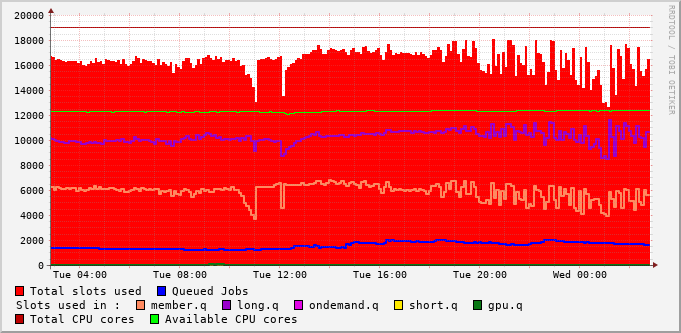 20000
18000
16000
14000
12000
10000
8000
6000
4000
2000
0
Tue 04:00 Tue 08:00 Tue 12:00 Tue 16:00 Tue 20:00 Wed 00:00
RRDTOOL / TOBI OETIKER
Total slots used Queued Jobs
Slots used in : member.q long.q ondemand.q short.q gpu.q
Total CPU cores Available CPU cores